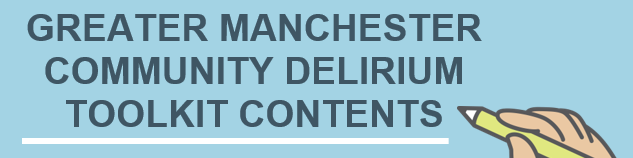 GREATER MANCHESTER
COMMUNITY DELIRIUM
TOOLKIT CONTENTS